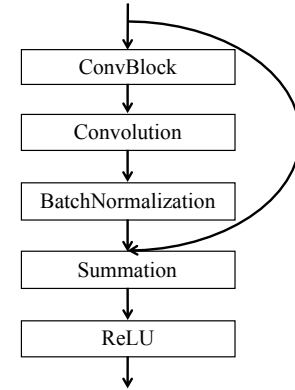 ConvBlock
Convolution
BatchNormalization
Summation
ReLU